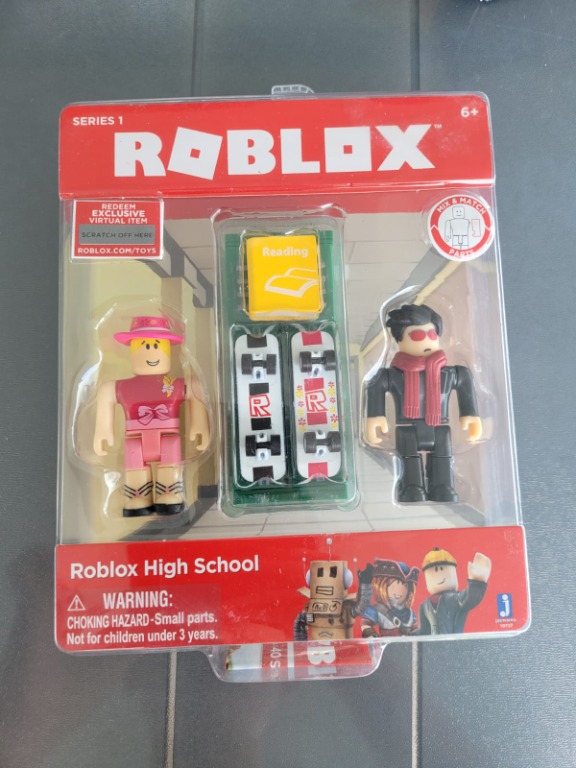 SERIES 1
6+
ROBLOX™
REDEEM
EXCLUSIVE
VIRTUAL ITEM
SCRATCH OFF HERE
ROBLOX.COM/TOYS
MIX & MATCH
PARTS
Reading
R
R
Roblox High School
WARNING:
CHOKING HAZARD-Small parts.
Not for children under 3 years.